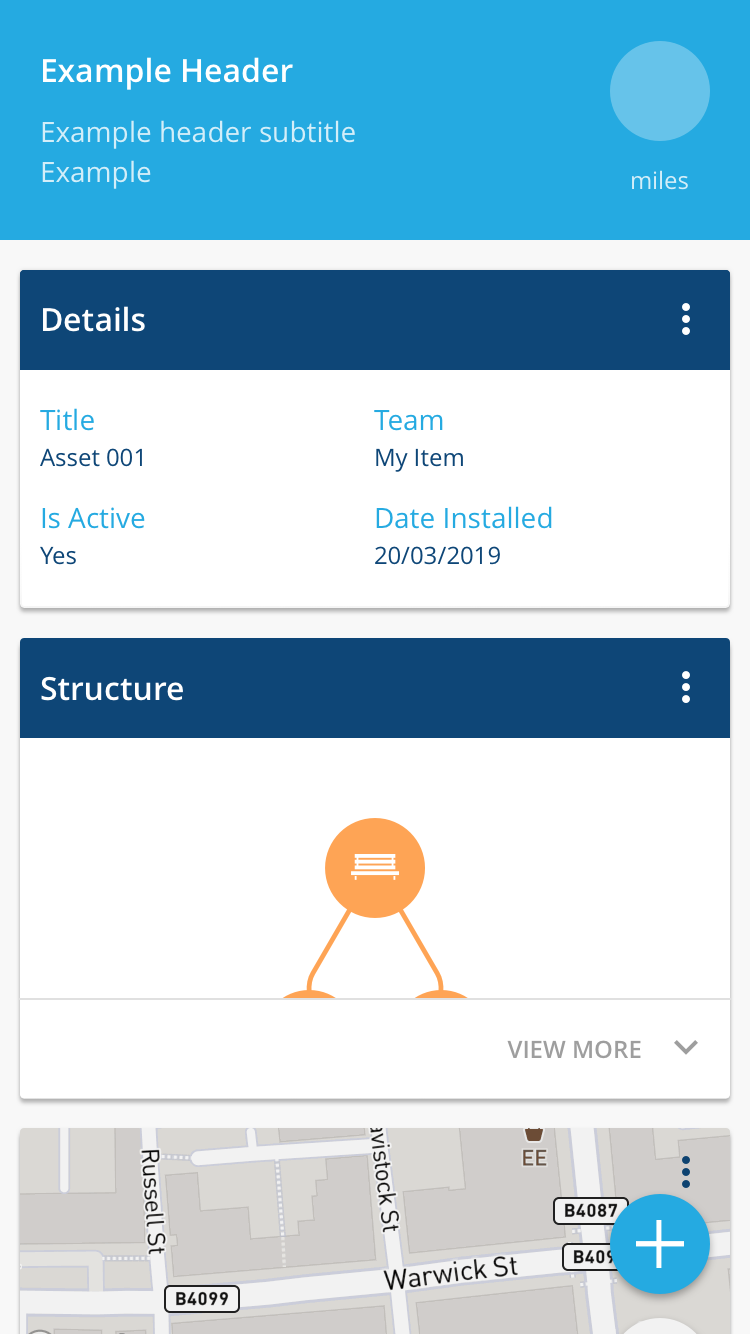 Example Header
Example header subtitle
Example
miles
Details
Title
Team
Asset 001
My Item
Is Active
Date Installed
Yes
20/03/2019
Structure
VIEW MORE
Russell St
avistock St
EE
B4087
B409
Warwick St
B4099